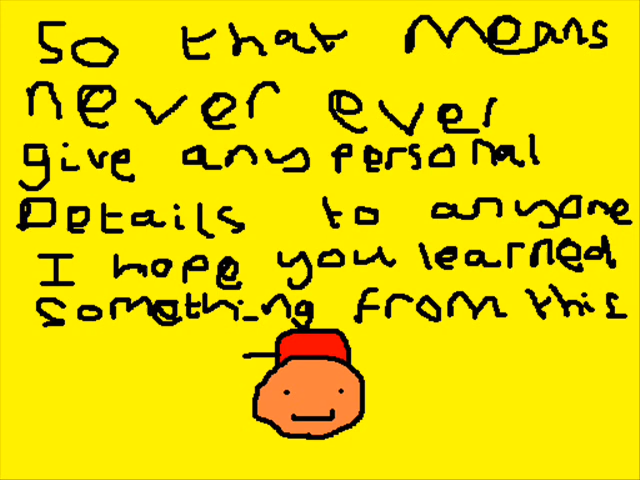 So that means
never ever
give any personal
Details to anyone
I hope you learned
something from this